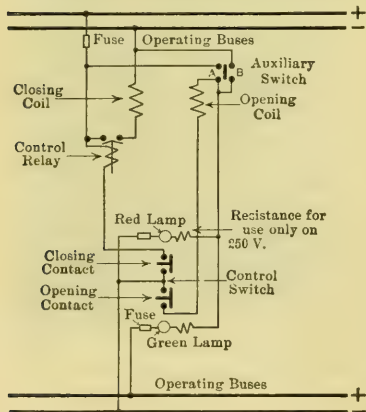 +
−
Fuse
Operating Buses
Auxiliary
Switch
A
B
Closing
Coil
Opening
Coil
Control
Relay
Red Lamp
Resistance for
use only on
250 V.
Closing
Contact
Control
Switch
Opening
Contact
Fuse
Green Lamp
Operating Buses
+